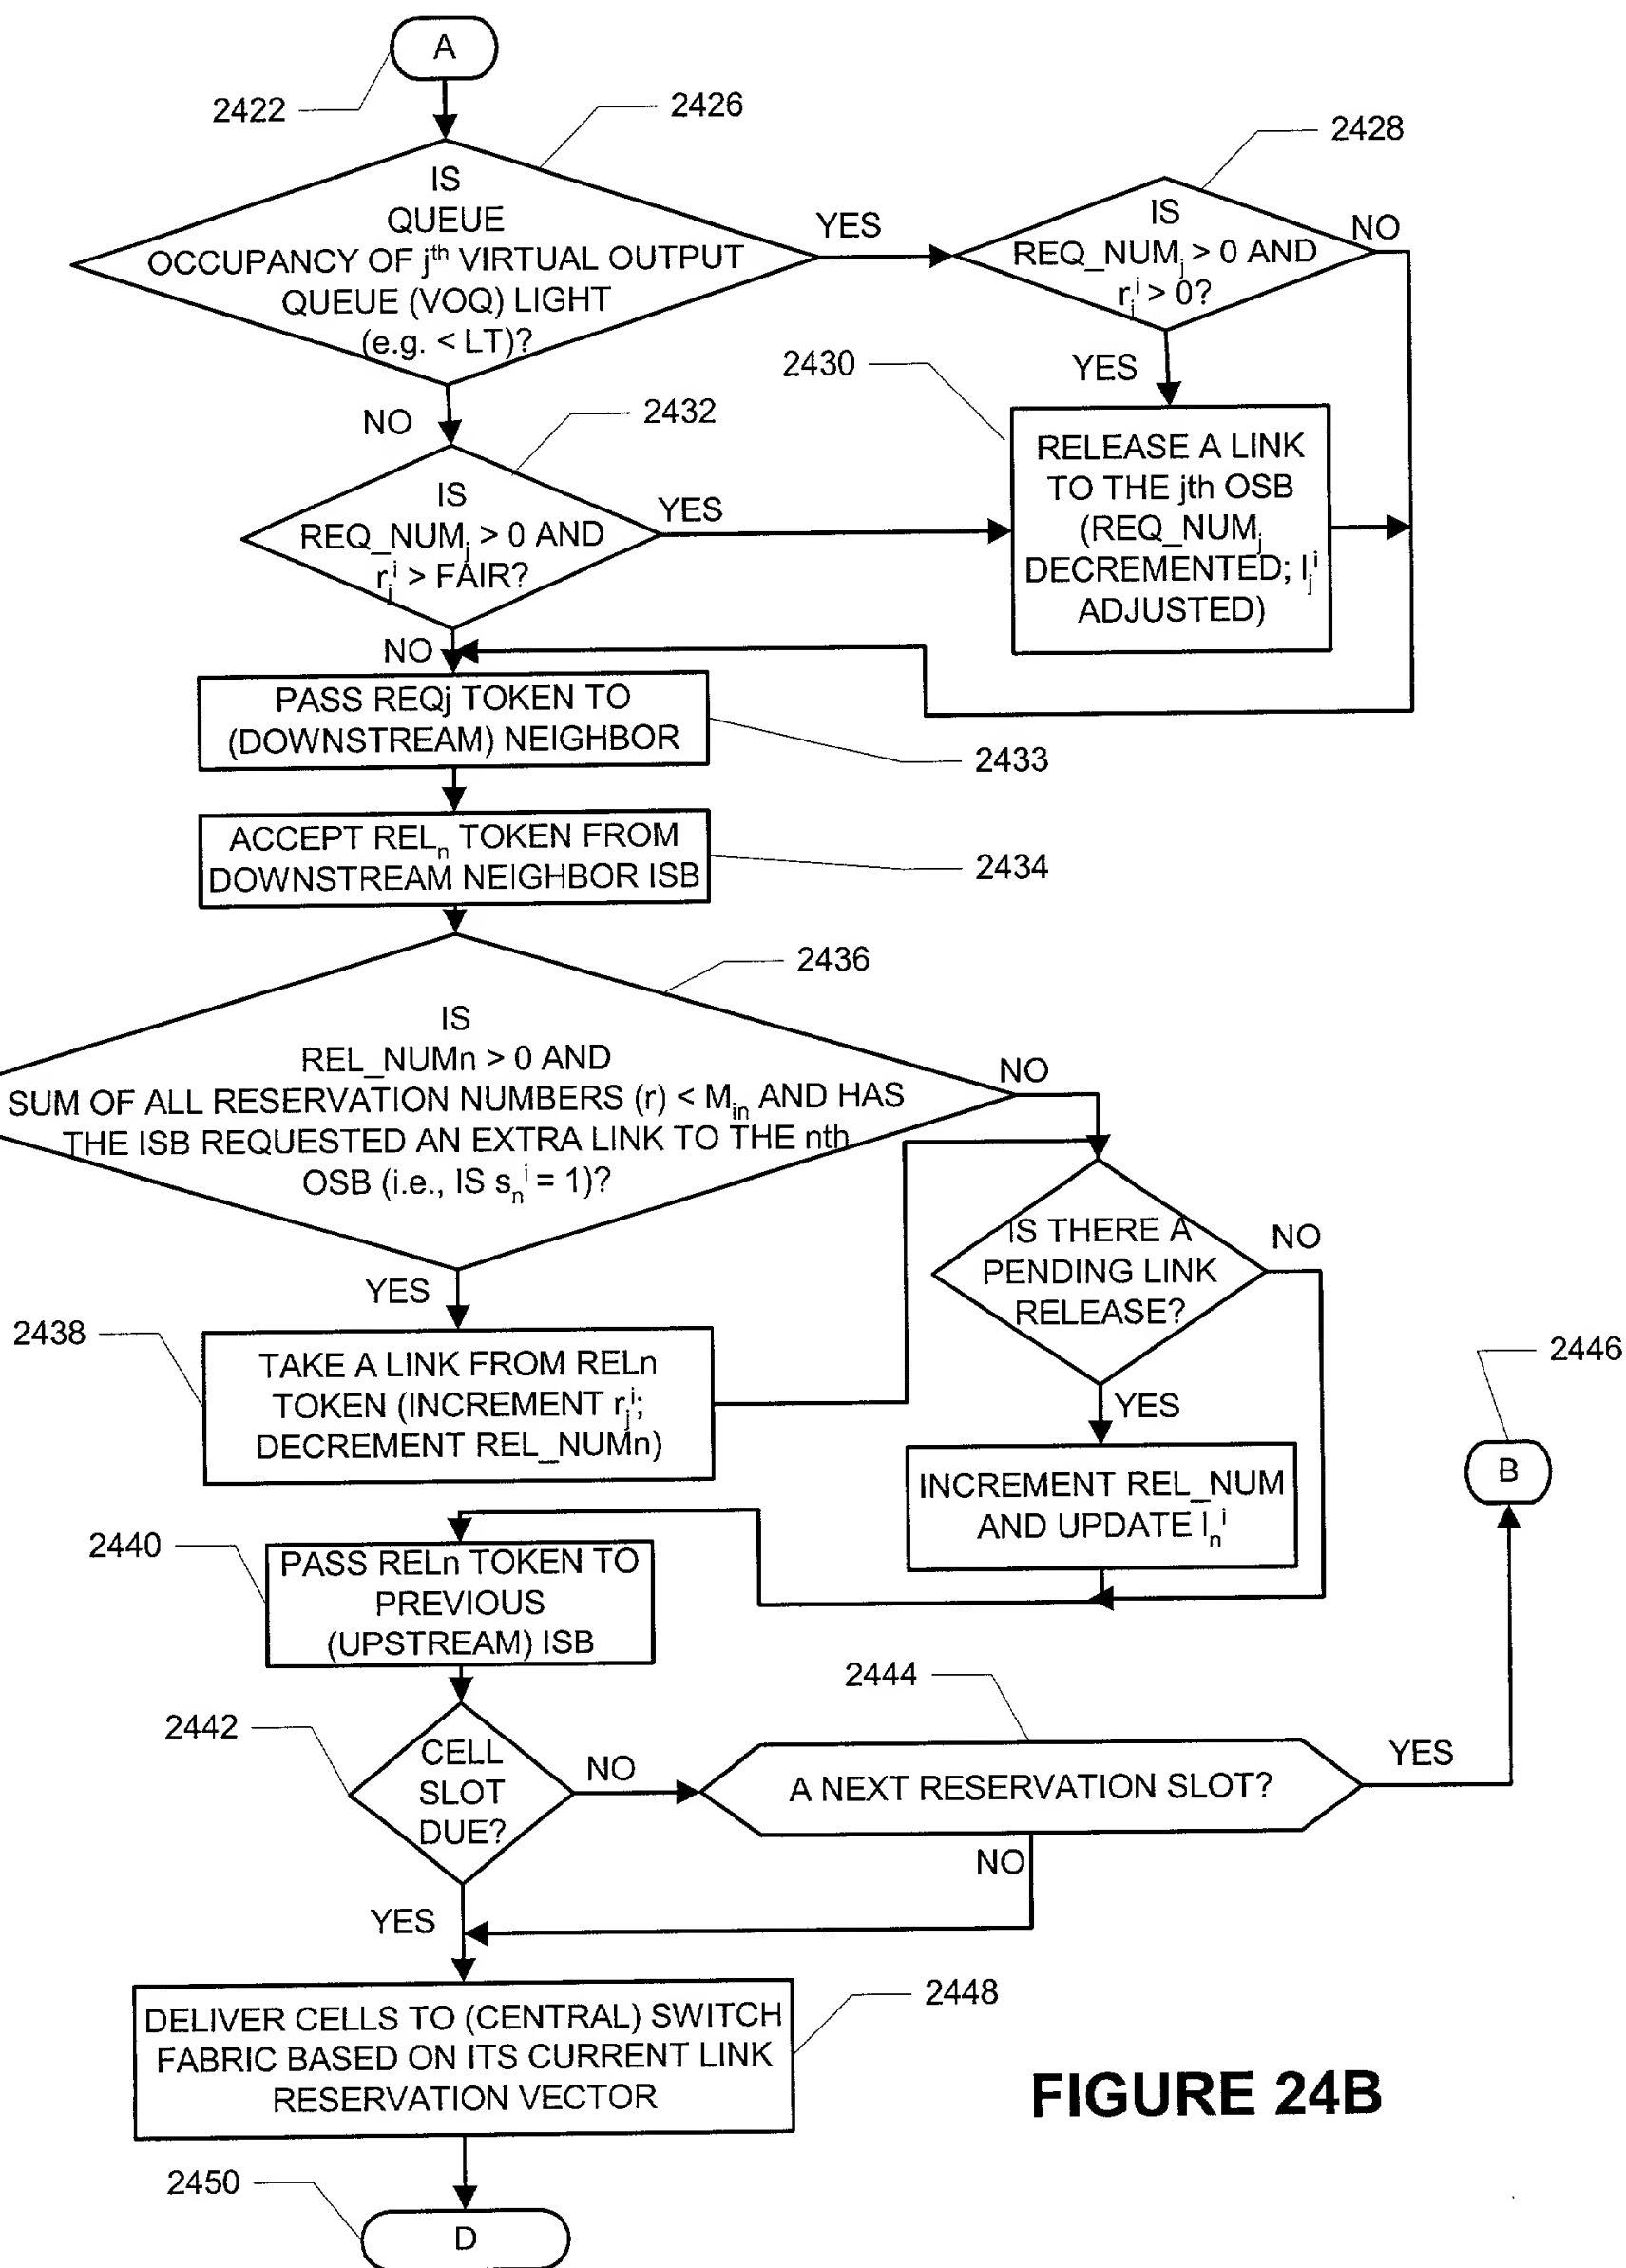 A
2422
2426
2428
IS
QUEUE
OCCUPANCY OF jth VIRTUAL OUTPUT
QUEUE (VOQ) LIGHT
(e.g. < LT)?
YES
IS
REQ_NUMj > 0 AND
rji > 0?
NO
YES
2430
NO
2432
RELEASE A LINK
TO THE jth OSB
(REQ_NUMj
DECREMENTED; lji
ADJUSTED)
IS
REQ_NUMj > 0 AND
rji > FAIR?
YES
NO
PASS REQj TOKEN TO
(DOWNSTREAM) NEIGHBOR
2433
ACCEPT RELn TOKEN FROM
DOWNSTREAM NEIGHBOR ISB
2434
2436
IS
REL_NUMn > 0 AND
SUM OF ALL RESERVATION NUMBERS (r) < Min AND HAS
THE ISB REQUESTED AN EXTRA LINK TO THE nth
OSB (i.e., IS sni = 1)?
NO
YES
IS THERE A
PENDING LINK
RELEASE?
NO
YES
2438
TAKE A LINK FROM RELn
TOKEN (INCREMENT rji;
DECREMENT REL_NUMn)
INCREMENT REL_NUM
AND UPDATE lni
2446
B
2440
PASS RELn TOKEN TO
PREVIOUS
(UPSTREAM) ISB
2442
CELL
SLOT
DUE?
NO
2444
A NEXT RESERVATION SLOT?
YES
NO
YES
DELIVER CELLS TO (CENTRAL) SWITCH
FABRIC BASED ON ITS CURRENT LINK
RESERVATION VECTOR
2448
FIGURE 24B
2450
D